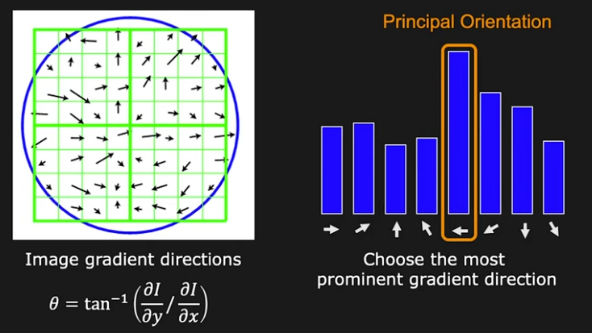 Principal Orientation
Image gradient directions
θ = tan⁻¹ (∂I/∂y / ∂I/∂x)
Choose the most
prominent gradient direction